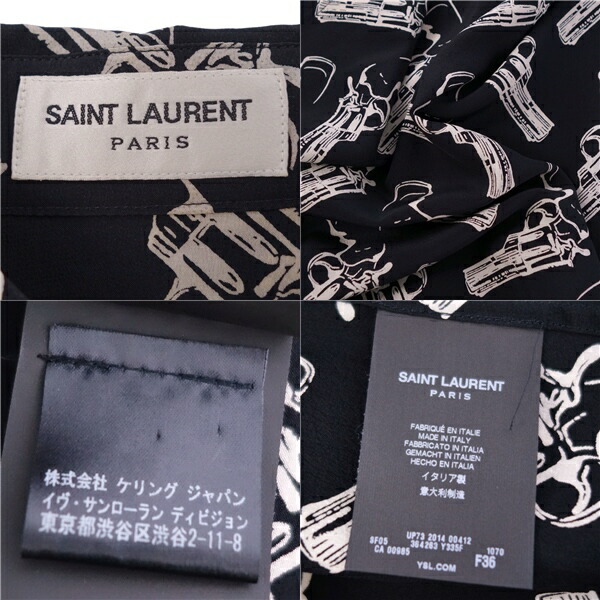 SAINT LAURENT
PARIS
株式会社 ケリング ジャパン
イヴ・サンローラン ディビジョン
東京都渋谷区渋谷2-11-8
SAINT LAURENT
PARIS
FABRIQUÉ EN ITALIE
MADE IN ITALY
FABBRICATO IN ITALIA
GEMACHT IN ITALIEN
HECHO EN ITALIA
イタリア製
意大利制造
UP73 2014 00412
9F05 364263 Y335F 1070
CA 00985 F36
YSL.COM